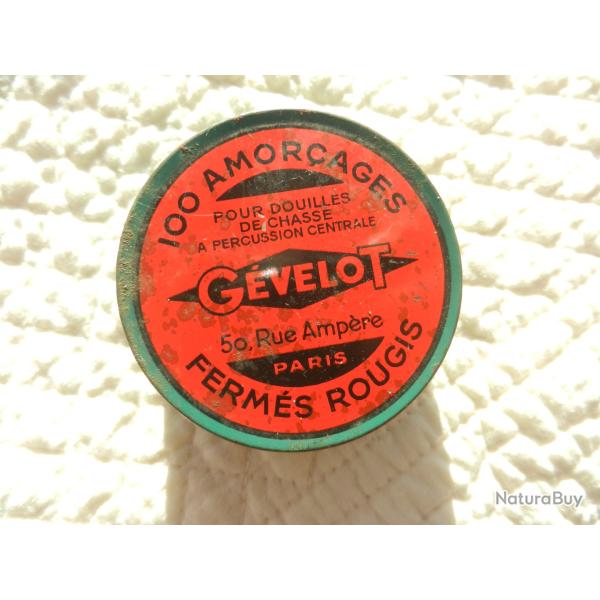 100 AMORÇAGES
POUR DOUILLES
DE CHASSE
A PERCUSSION CENTRALE
GÉVELOT
50, Rue Ampère
PARIS
FERMÉS ROUGIS
NaturaBuy